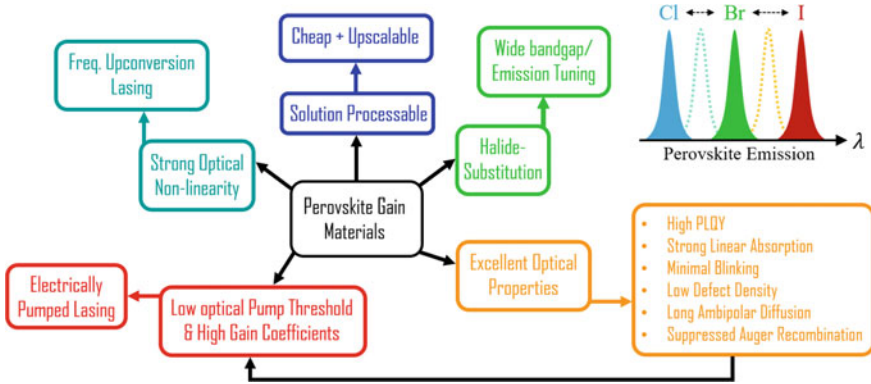 Cl Br I
Perovskite Emission λ
Cheap + Upscalable
Freq. Upconversion
Lasing
Wide bandgap/
Emission Tuning
Solution Processable
Strong Optical
Non-linearity
Halide-
Substitution
Perovskite Gain
Materials
Excellent Optical
Properties
• High PLQY
• Strong Linear Absorption
• Minimal Blinking
• Low Defect Density
• Long Ambipolar Diffusion
• Suppressed Auger Recombination
Electrically
Pumped Lasing
Low optical Pump Threshold
& High Gain Coefficients